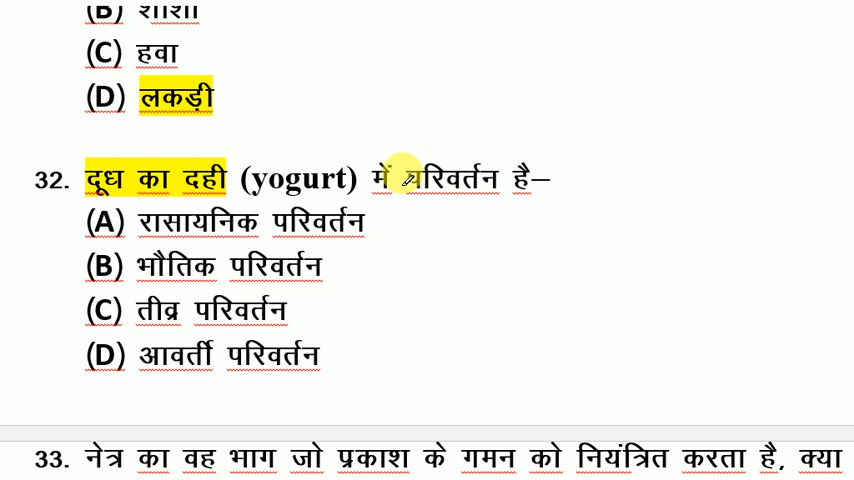 (B) शीशा
(C) हवा
(D) लकड़ी
32. दूध का दही (yogurt) में परिवर्तन है–
(A) रासायनिक परिवर्तन
(B) भौतिक परिवर्तन
(C) तीव्र परिवर्तन
(D) आवर्ती परिवर्तन
33. नेत्र का वह भाग जो प्रकाश के गमन को नियंत्रित करता है, क्या